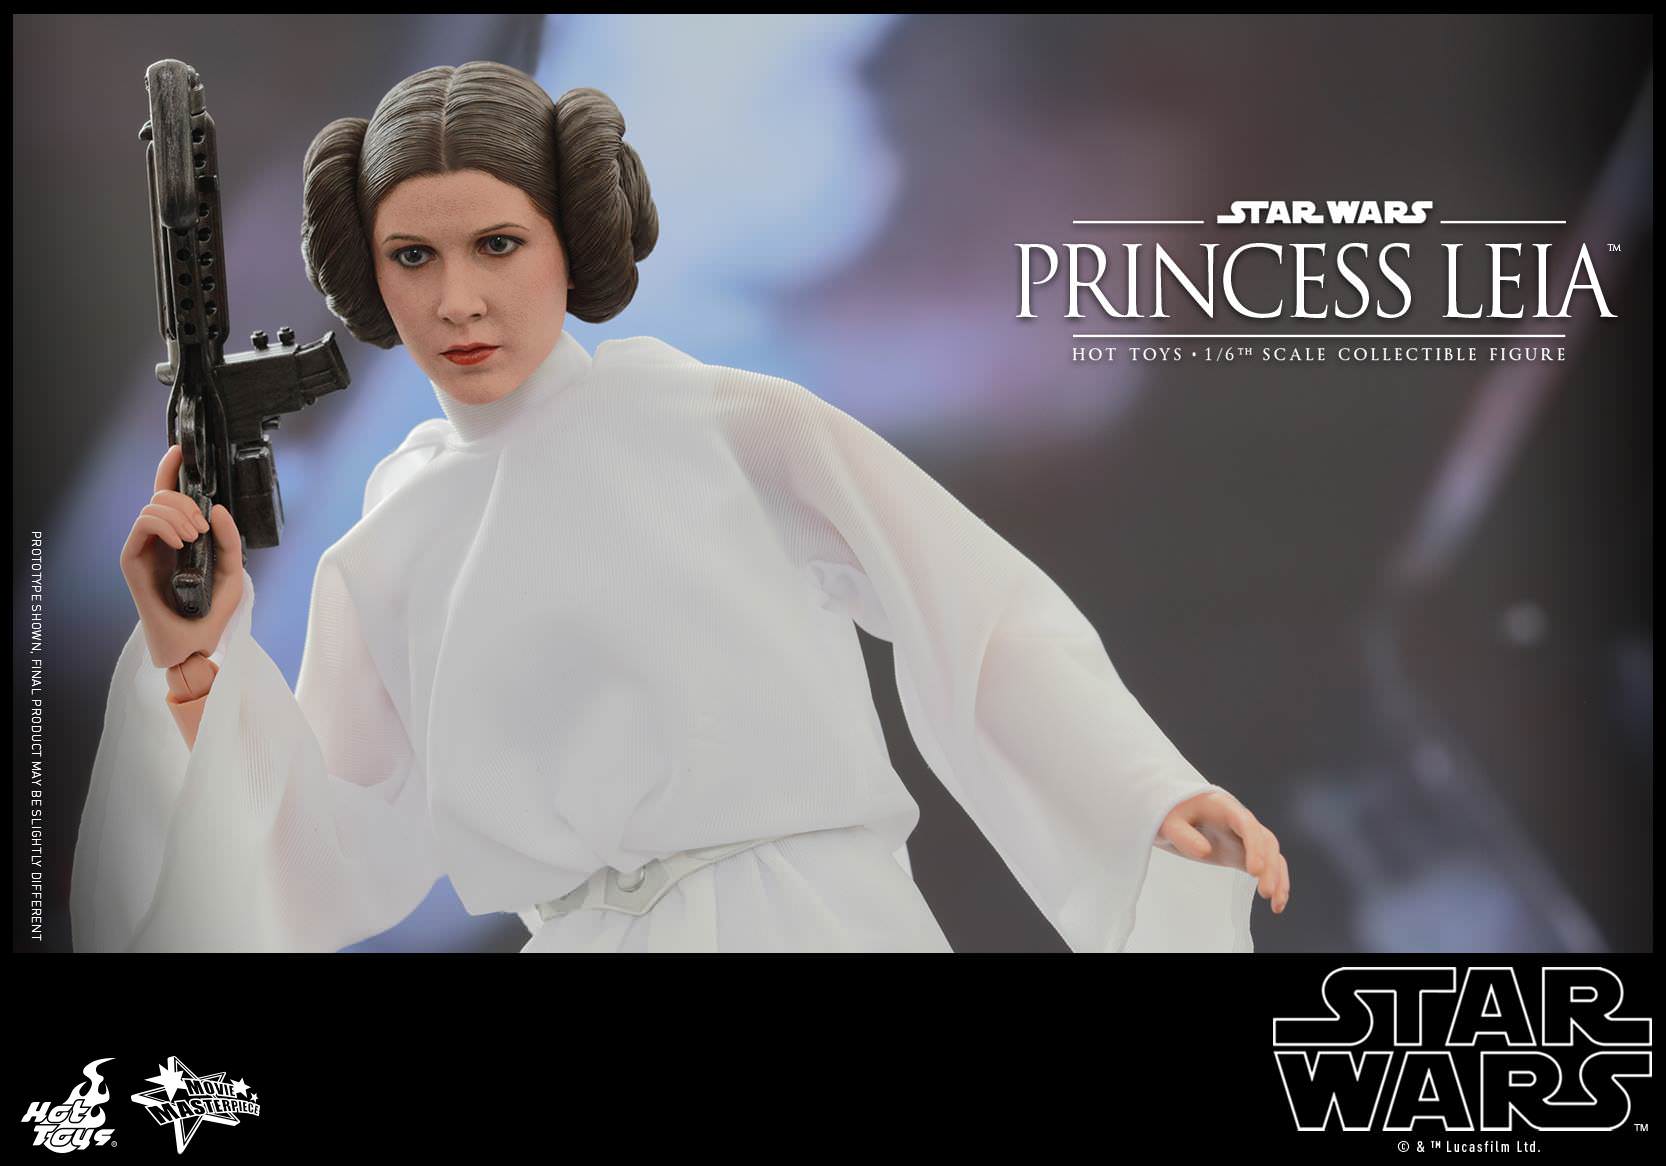 STAR WARS
PRINCESS LEIA™
HOT TOYS • 1/6TH SCALE COLLECTIBLE FIGURE
PROTOTYPE SHOWN, FINAL PRODUCT MAY BE SLIGHTLY DIFFERENT
Hot Toys®
MOVIE MASTERPIECE
STAR WARS™
© & ™ Lucasfilm Ltd.